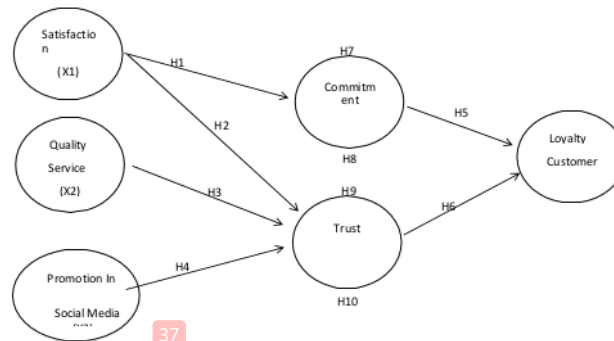 Satisfactio
n
(X1)
H1
H2
H7
Commitm
ent
H8
H5
Loyalty
Customer
Quality
Service
(X2)
H3
H9
Trust
H10
H6
H4
Promotion In
Social Media
37